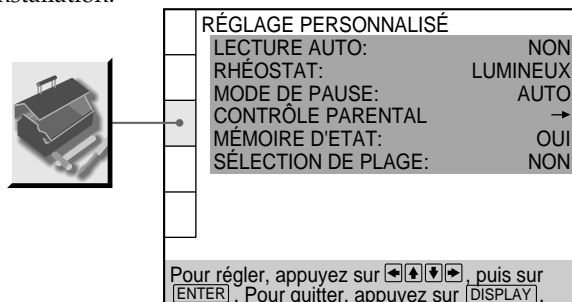 RÉGLAGE PERSONNALISÉ
LECTURE AUTO: NON
RHÉOSTAT: LUMINEUX
MODE DE PAUSE: AUTO
CONTRÔLE PARENTAL →
MÉMOIRE D'ETAT: OUI
SÉLECTION DE PLAGE: NON
Pour régler, appuyez sur ←↑↓→, puis sur
ENTER. Pour quitter, appuyez sur DISPLAY.